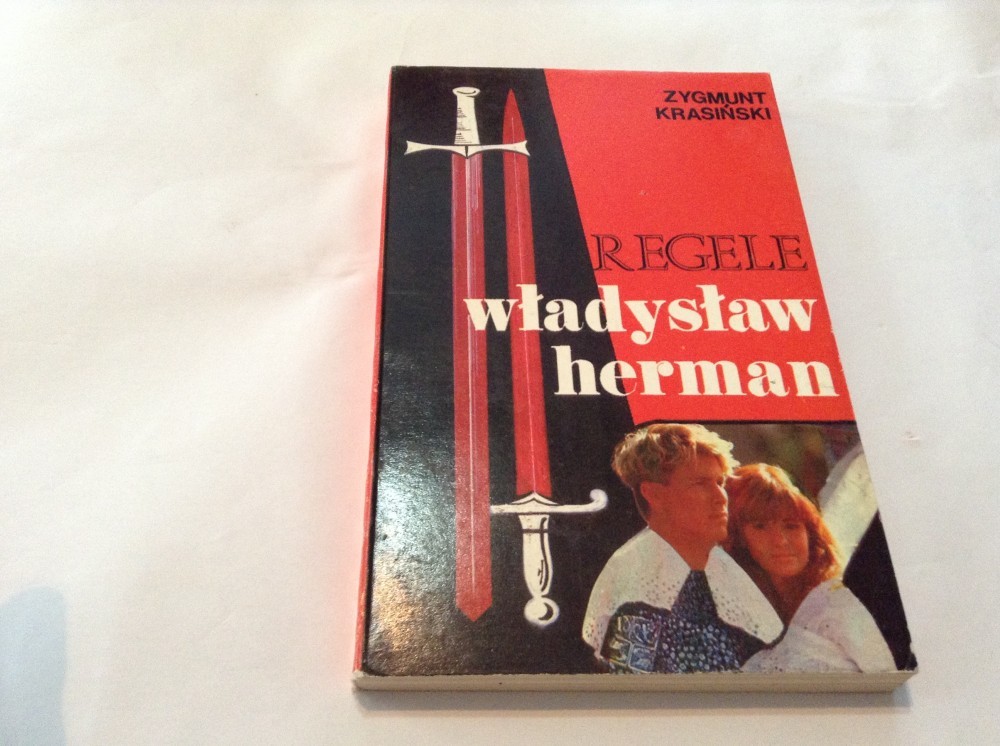 ZYGMUNT
KRASIŃSKI
REGELE
władysław
herman